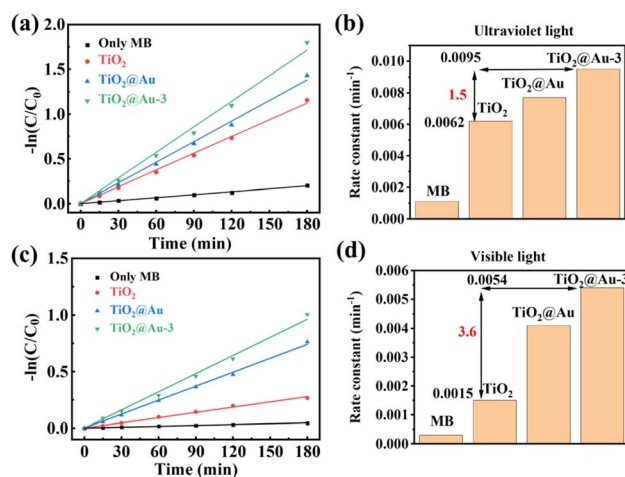 (a)
2.0
1.5
1.0
0.5
0.0
-ln(C/C₀)
Only MB
TiO₂
TiO₂@Au
TiO₂@Au-3
0 30 60 90 120 180
Time (min)
(b)
Ultraviolet light
0.010
0.008
0.006
0.004
0.002
0.000
Rate constant (min⁻¹)
0.0095
1.5
0.0062
MB
TiO₂
TiO₂@Au
TiO₂@Au-3
(c)
1.5
1.0
0.5
0.0
-ln(C/C₀)
Only MB
TiO₂
TiO₂@Au
TiO₂@Au-3
0 30 60 90 120 180
Time (min)
(d)
Visible light
0.006
0.005
0.004
0.003
0.002
0.001
0.000
Rate constant (min⁻¹)
0.0054
3.6
0.0015
MB
TiO₂
TiO₂@Au
TiO₂@Au-3